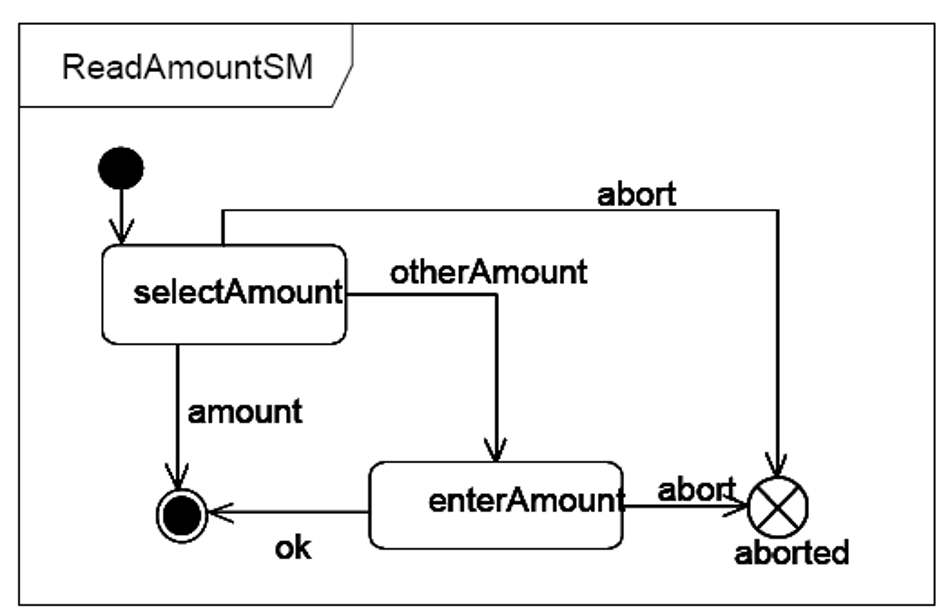 ReadAmountSM
abort
otherAmount
selectAmount
amount
enterAmount
abort
ok
aborted